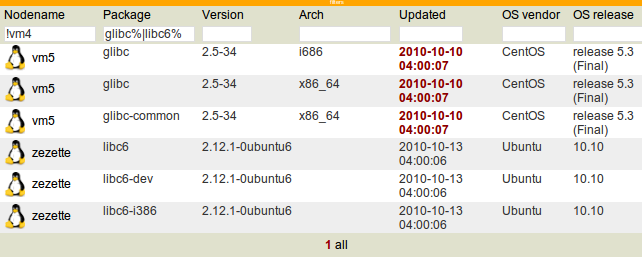 filters
Nodename Package Version Arch Updated OS vendor OS release
!vm4 glibc%|libc6%
vm5 glibc 2.5-34 i686 2010-10-10 04:00:07 CentOS release 5.3 (Final)
vm5 glibc 2.5-34 x86_64 2010-10-10 04:00:07 CentOS release 5.3 (Final)
vm5 glibc-common 2.5-34 x86_64 2010-10-10 04:00:07 CentOS release 5.3 (Final)
zezette libc6 2.12.1-0ubuntu6 2010-10-13 04:00:06 Ubuntu 10.10
zezette libc6-dev 2.12.1-0ubuntu6 2010-10-13 04:00:06 Ubuntu 10.10
zezette libc6-i386 2.12.1-0ubuntu6 2010-10-13 04:00:06 Ubuntu 10.10
1 all